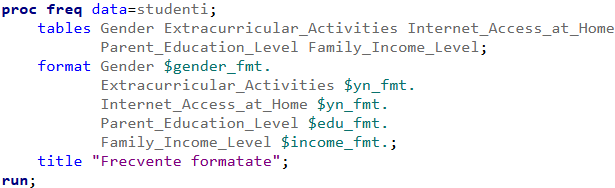 proc freq data=studenti;
    tables Gender Extracurricular_Activities Internet_Access_at_Home
           Parent_Education_Level Family_Income_Level;
    format Gender $gender_fmt.
           Extracurricular_Activities $yn_fmt.
           Internet_Access_at_Home $yn_fmt.
           Parent_Education_Level $edu_fmt.
           Family_Income_Level $income_fmt.;
    title "Frecvente formatate";
run;